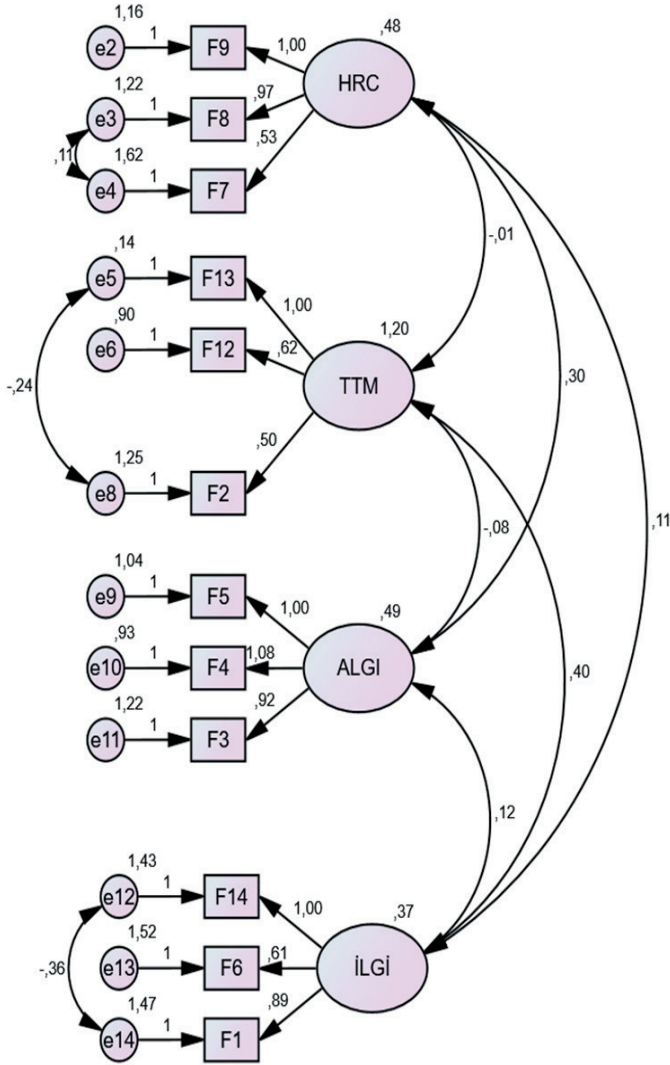 1,16
,48
e2 1 F9 1,00
HRC
1,22
,97
e3 1 F8
,53
,11
1,62
e4 1 F7
-,01
,14
e5 1 F13
1,00
,90
1,20
e6 1 F12 ,62
TTM
,30
-,24
,50
1,25
e8 1 F2
-,08
,11
1,04
e9 1 F5 1,00
,49
,93
e10 1 F4 1,08
ALGI
,40
1,22
,92
e11 1 F3
,12
1,43
e12 1 F14
1,00
,37
1,52
e13 1 F6 ,61
İLGİ
-,36
1,47
,89
e14 1 F1